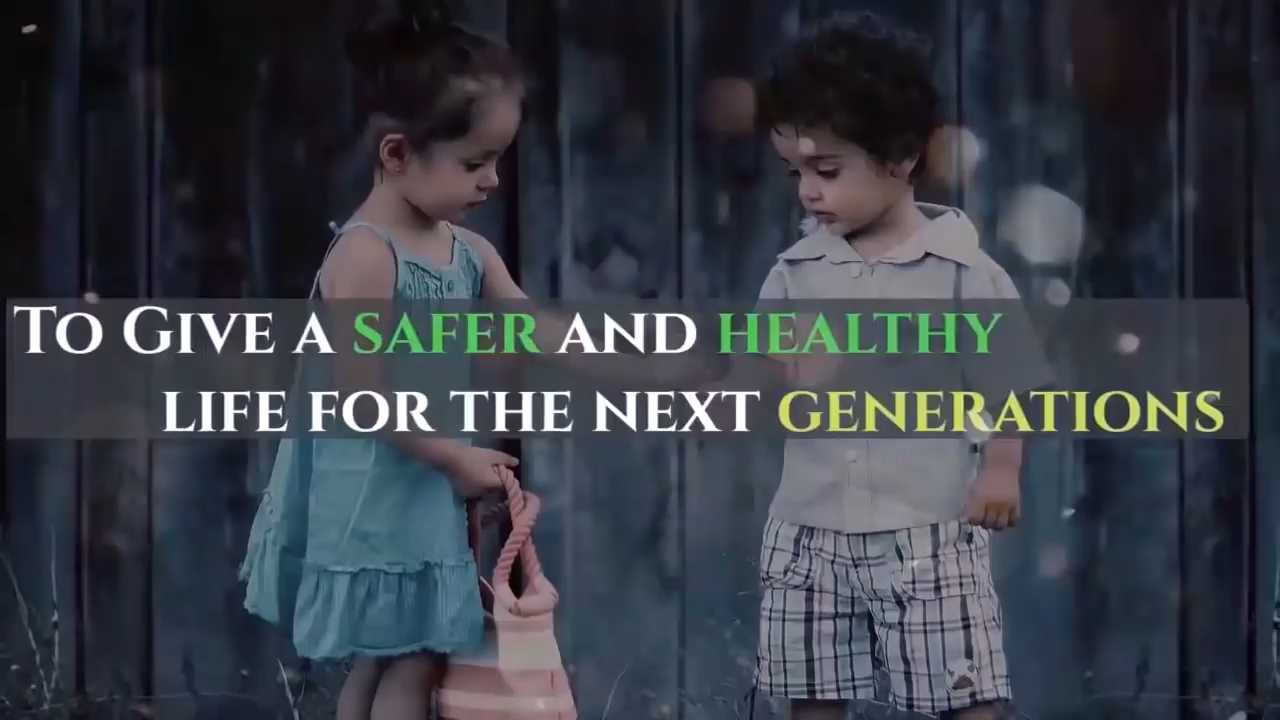 To Give a safer and healthy
life for the next generations